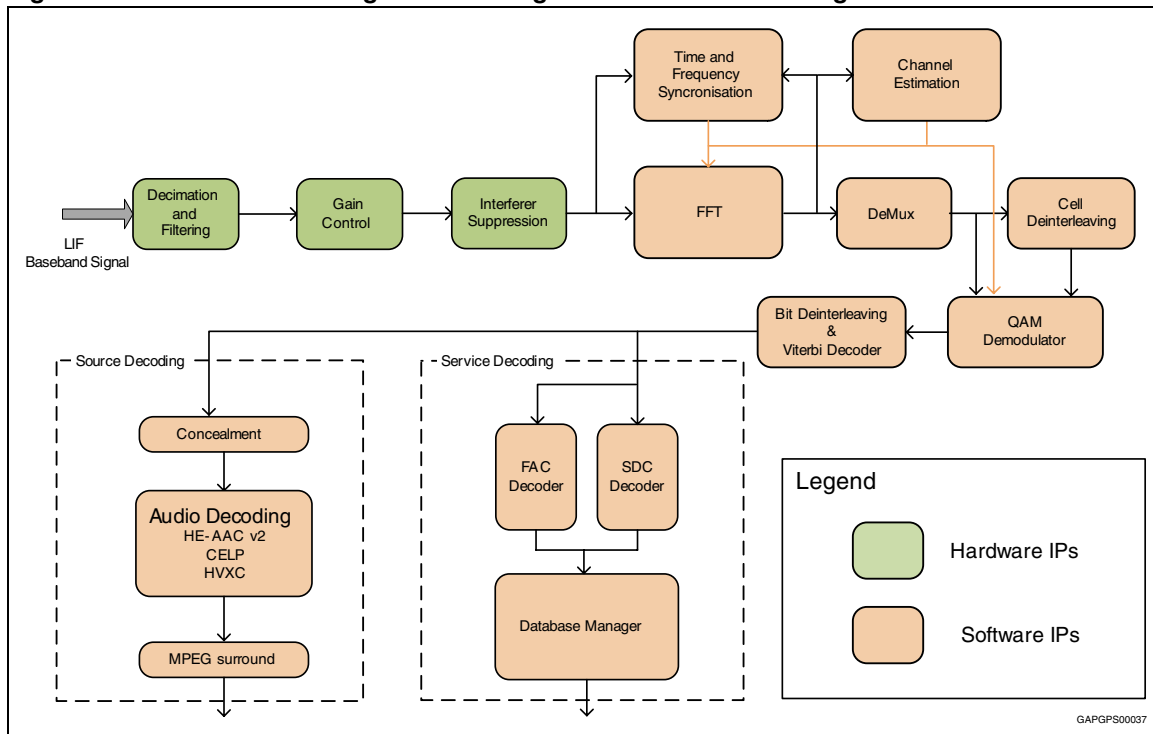 Time and
Frequency
Syncronisation
Channel
Estimation
Decimation
and
Filtering
Gain
Control
Interferer
Suppression
FFT
DeMux
Cell
Deinterleaving
LIF
Baseband Signal
Bit Deinterleaving
&
Viterbi Decoder
QAM
Demodulator
Source Decoding
Service Decoding
Concealment
FAC
Decoder
SDC
Decoder
Audio Decoding
HE-AAC v2
CELP
HVXC
Database Manager
MPEG surround
Legend
Hardware IPs
Software IPs
GAPGPS00037